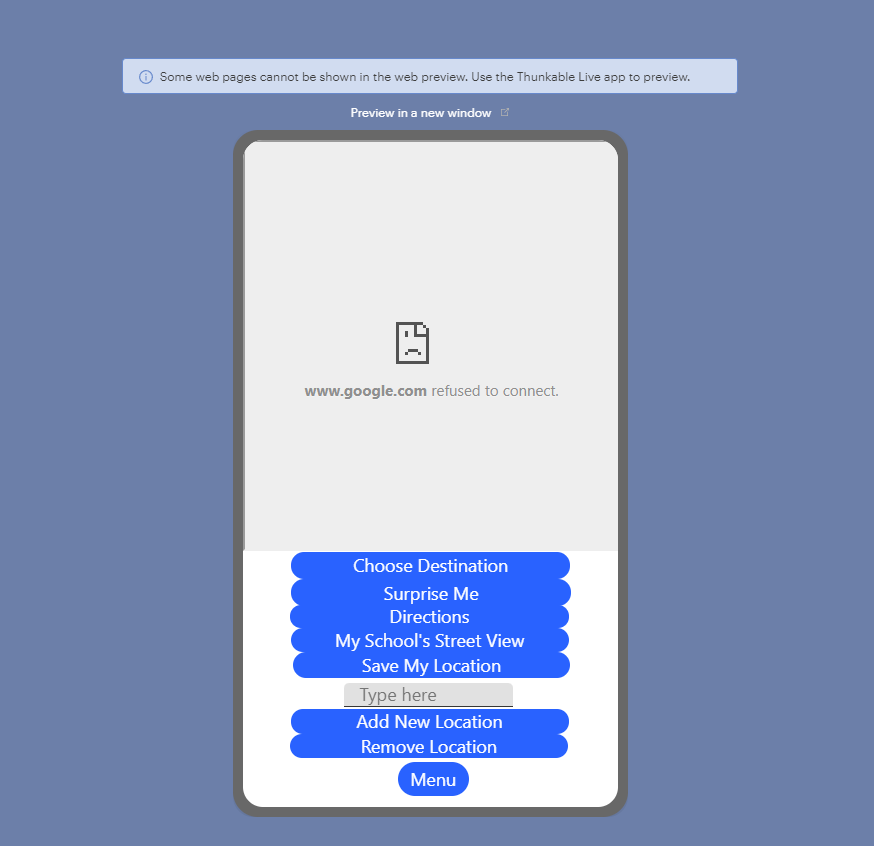 Some web pages cannot be shown in the web preview. Use the Thunkable Live app to preview.
Preview in a new window
www.google.com refused to connect.
Choose Destination
Surprise Me
Directions
My School's Street View
Save My Location
Type here
Add New Location
Remove Location
Menu